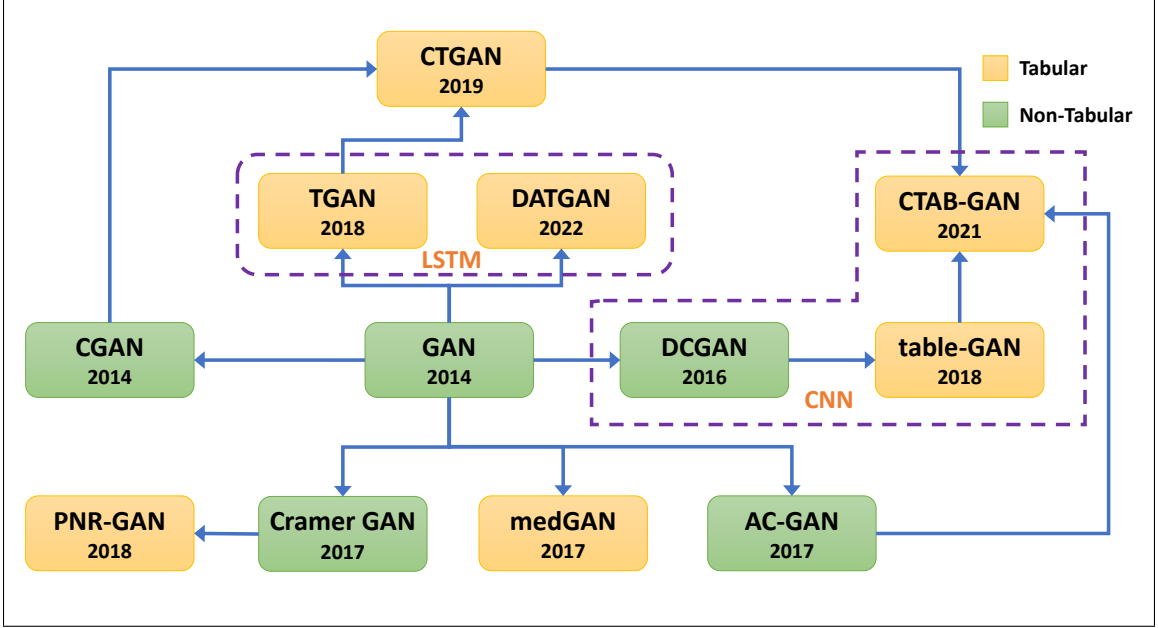 CTGAN
2019
Tabular
Non-Tabular
TGAN
2018
DATGAN
2022
LSTM
CTAB-GAN
2021
CGAN
2014
GAN
2014
DCGAN
2016
table-GAN
2018
CNN
PNR-GAN
2018
Cramer GAN
2017
medGAN
2017
AC-GAN
2017